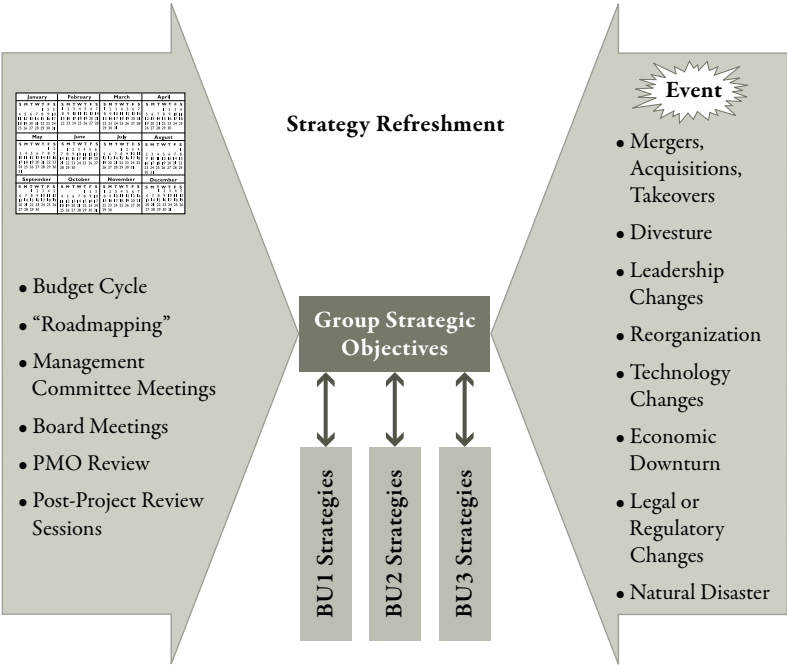 January February March April
May June July August
September October November December
• Budget Cycle
• “Roadmapping”
• Management
Committee Meetings
• Board Meetings
• PMO Review
• Post-Project Review
Sessions
Strategy Refreshment
Group Strategic
Objectives
BU1 Strategies
BU2 Strategies
BU3 Strategies
Event
• Mergers,
Acquisitions,
Takeovers
• Divesture
• Leadership
Changes
• Reorganization
• Technology
Changes
• Economic
Downturn
• Legal or
Regulatory
Changes
• Natural Disaster